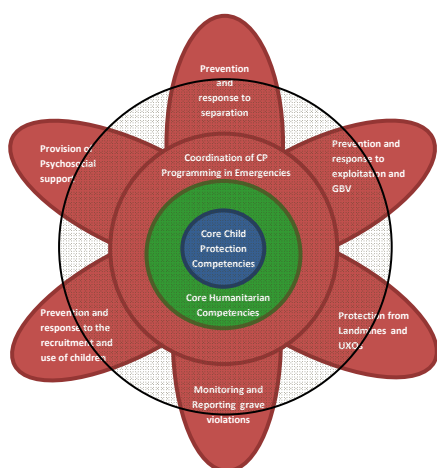 Prevention
and
response to
separation
Provision of
Psychosocial
support
Prevention and
response to
exploitation and
GBV
Coordination of CP
Programming in Emergencies
Core Child
Protection
Competencies
Core Humanitarian
Competencies
Prevention and
response to the
recruitment and
use of children
Protection from
Landmines and
UXOs
Monitoring and
Reporting grave
violations